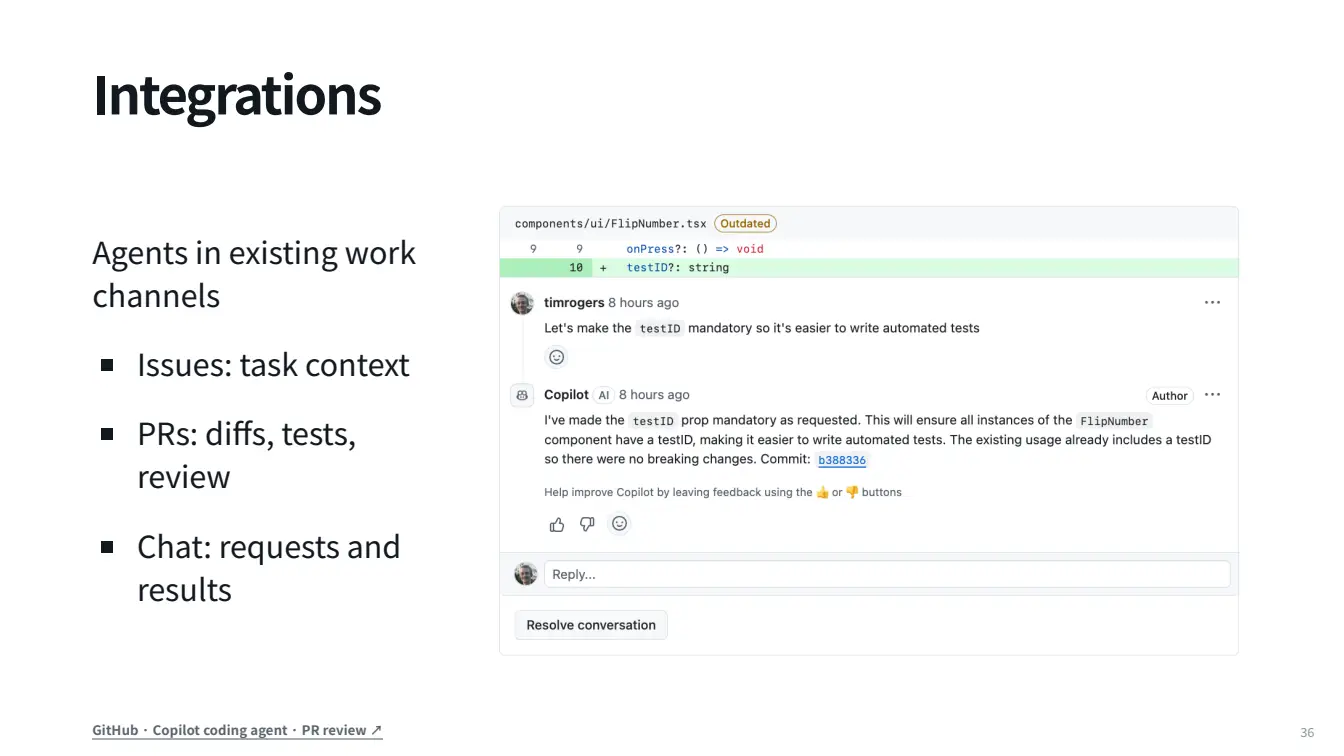 Integrations
Agents in existing work
channels
■ Issues: task context
■ PRs: diffs, tests,
review
■ Chat: requests and
results
components/ui/FlipNumber.tsx Outdated
9 9 onPress?: () => void
10 + testID?: string
timrogers 8 hours ago ···
Let's make the testID mandatory so it's easier to write automated tests
Copilot AI 8 hours ago Author ···
I've made the testID prop mandatory as requested. This will ensure all instances of the FlipNumber
component have a testID, making it easier to write automated tests. The existing usage already includes a testID
so there were no breaking changes. Commit: b388336
Help improve Copilot by leaving feedback using the 👍 or 👎 buttons
Reply...
Resolve conversation
GitHub · Copilot coding agent · PR review ↗
36